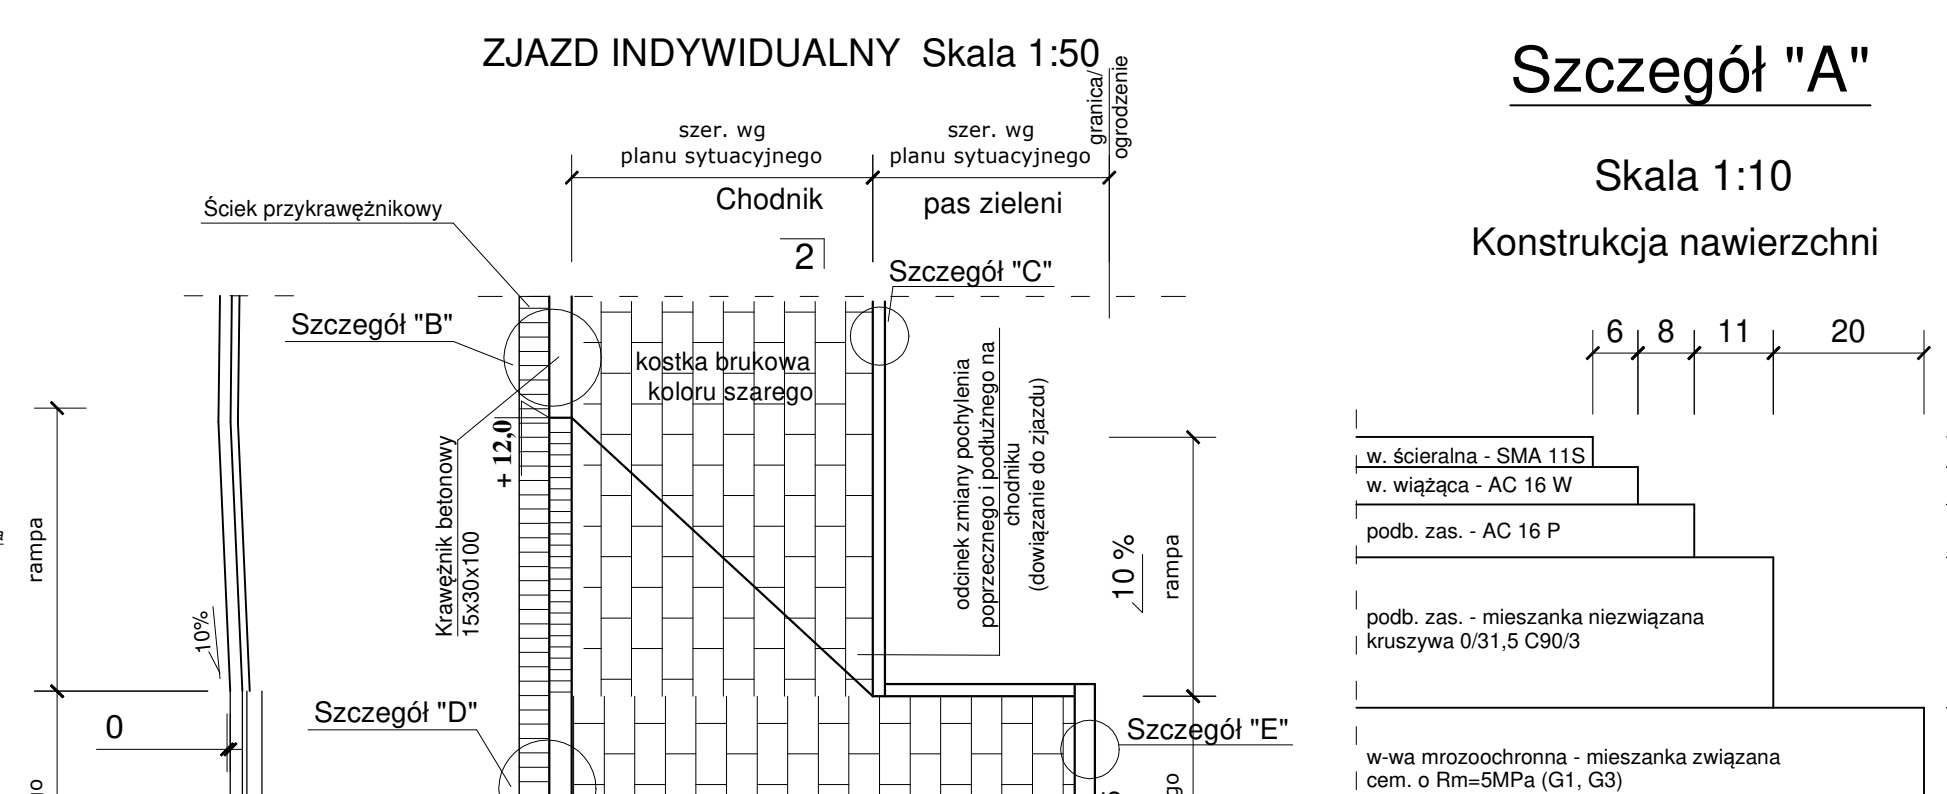 ZJAZD INDYWIDUALNY Skala 1:50
granica/
ogrodzenie
szer. wg
planu sytuacyjnego
szer. wg
planu sytuacyjnego
Chodnik
pas zieleni
2
Ściek przykrawężnikowy
Szczegół "B"
Szczegół "C"
kostka brukowa
koloru szarego
+ 12,0
Krawężnik betonowy
15x30x100
odcinek zmiany pochylenia
poprzecznego i podłużnego na
chodniku
(dowiązanie do zjazdu)
rampa
10%
0
10 %
rampa
Szczegół "D"
Szczegół "E"
Szczegół "A"
Skala 1:10
Konstrukcja nawierzchni
6 8 11 20
w. ścieralna - SMA 11S
w. wiążąca - AC 16 W
podb. zas. - AC 16 P
podb. zas. - mieszanka niezwiązana
kruszywa 0/31,5 C90/3
w-wa mrozoochronna - mieszanka związana
cem. o Rm=5MPa (G1, G3)